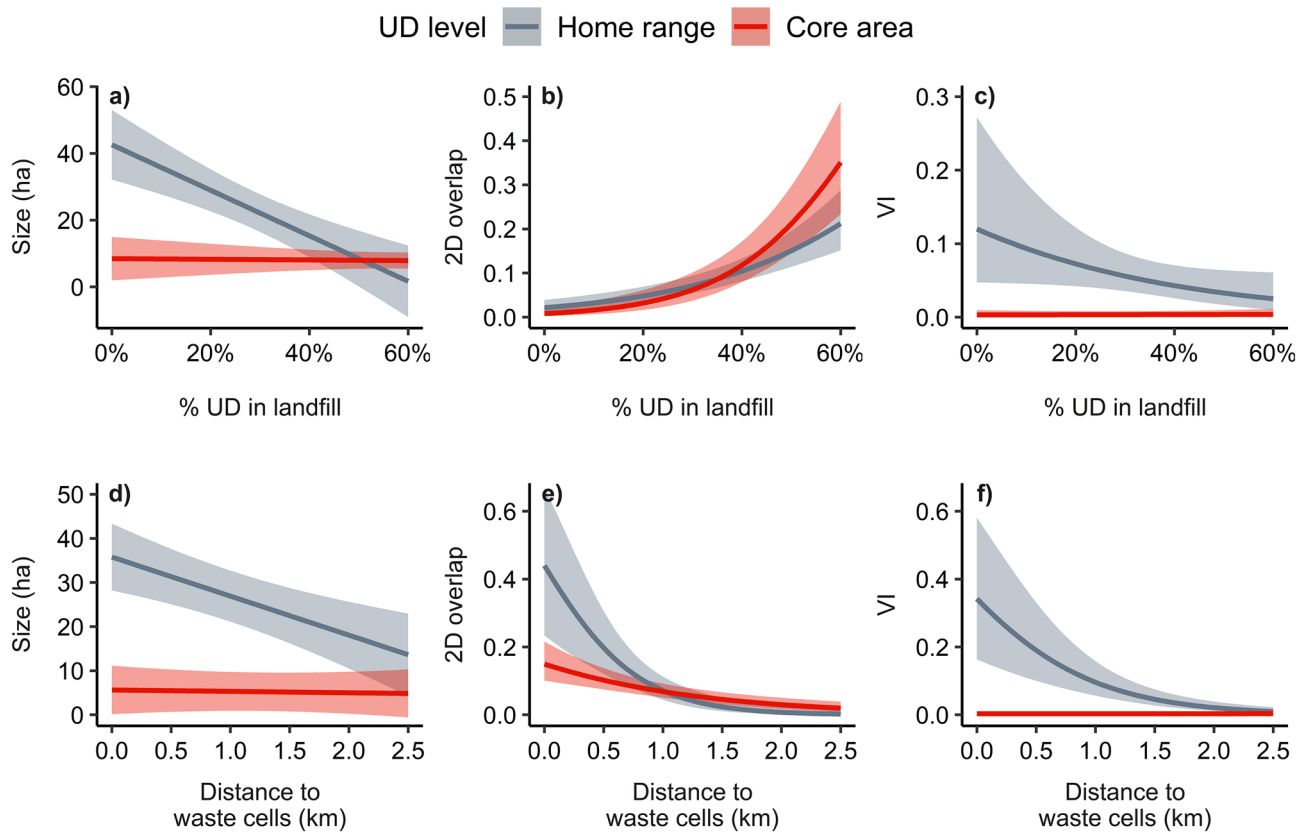 UD level Home range Core area
a)
60
40
20
0
Size (ha)
0% 20% 40% 60%
% UD in landfill
b)
0.5
0.4
0.3
0.2
0.1
0.0
2D overlap
0% 20% 40% 60%
% UD in landfill
c)
0.3
0.2
0.1
0.0
VI
0% 20% 40% 60%
% UD in landfill
d)
50
40
30
20
10
0
Size (ha)
0.0 0.5 1.0 1.5 2.0 2.5
Distance to
waste cells (km)
e)
0.6
0.4
0.2
0.0
2D overlap
0.0 0.5 1.0 1.5 2.0 2.5
Distance to
waste cells (km)
f)
0.6
0.4
0.2
0.0
VI
0.0 0.5 1.0 1.5 2.0 2.5
Distance to
waste cells (km)